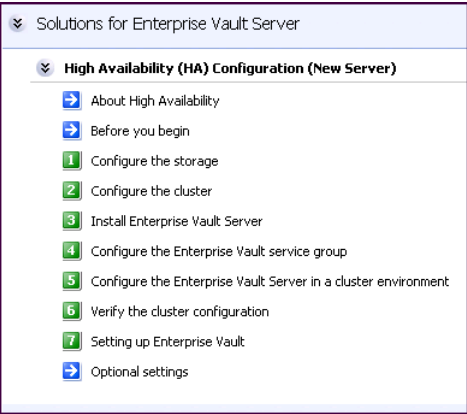 Solutions for Enterprise Vault Server
High Availability (HA) Configuration (New Server)
About High Availability
Before you begin
1 Configure the storage
2 Configure the cluster
3 Install Enterprise Vault Server
4 Configure the Enterprise Vault service group
5 Configure the Enterprise Vault Server in a cluster environment
6 Verify the cluster configuration
7 Setting up Enterprise Vault
Optional settings